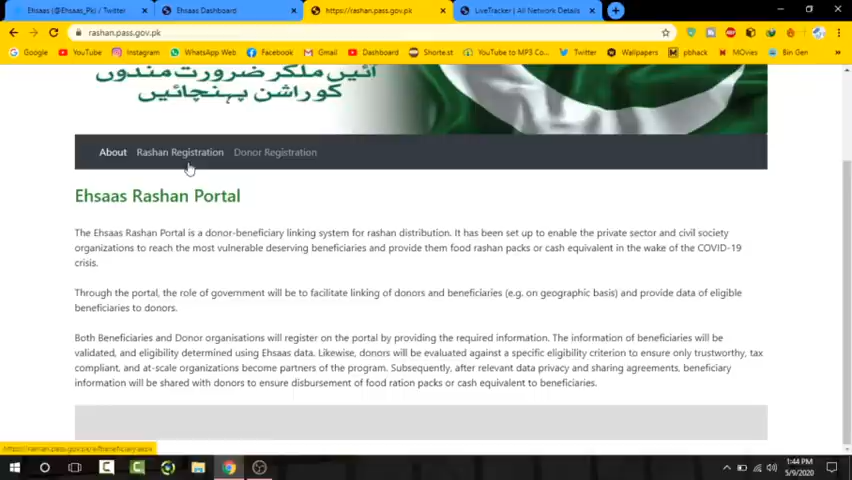 Ehsaas (@Ehsaas_Pk) / Twitter
Ehsaas Dashboard
https://rashan.pass.gov.pk
LiveTracker | All Network Details
rashan.pass.gov.pk
Google
YouTube
Instagram
WhatsApp Web
Facebook
Gmail
Dashboard
Shorte.st
YouTube to MP3 Co...
Twitter
Wallpapers
pbhack
MOvies
Bin Gen
آئیں ملکر ضرورت مندوں
کو راشن پہنچائیں
About
Rashan Registration
Donor Registration
Ehsaas Rashan Portal
The Ehsaas Rashan Portal is a donor-beneficiary linking system for rashan distribution. It has been set up to enable the private sector and civil society
organizations to reach the most vulnerable deserving beneficiaries and provide them food rashan packs or cash equivalent in the wake of the COVID-19
crisis.
Through the portal, the role of government will be to facilitate linking of donors and beneficiaries (e.g. on geographic basis) and provide data of eligible
beneficiaries to donors.
Both Beneficiaries and Donor organisations will register on the portal by providing the required information. The information of beneficiaries will be
validated, and eligibility determined using Ehsaas data. Likewise, donors will be evaluated against a specific eligibility criterion to ensure only trustworthy, tax
compliant, and at-scale organizations become partners of the program. Subsequently, after relevant data privacy and sharing agreements, beneficiary
information will be shared with donors to ensure disbursement of food ration packs or cash equivalent to beneficiaries.
1:44 PM
5/9/2020